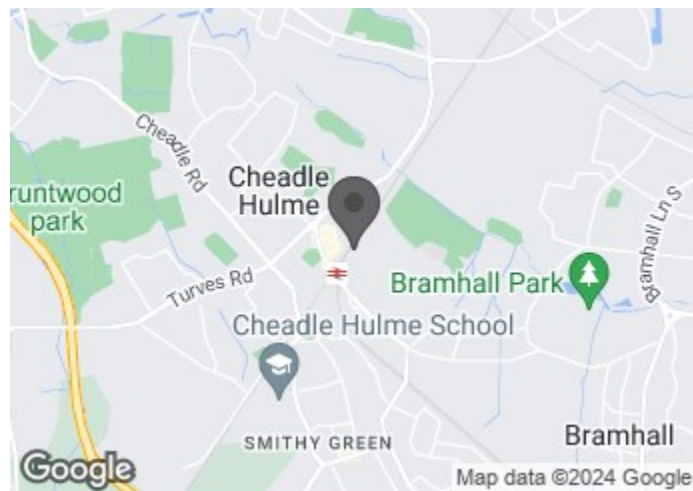 Cheadle Rd
Cheadle
Hulme
runtwood
park
Bramhall Ln S
Turves Rd
Bramhall Park
Cheadle Hulme School
SMITHY GREEN
Bramhall
Google
Map data ©2024 Google